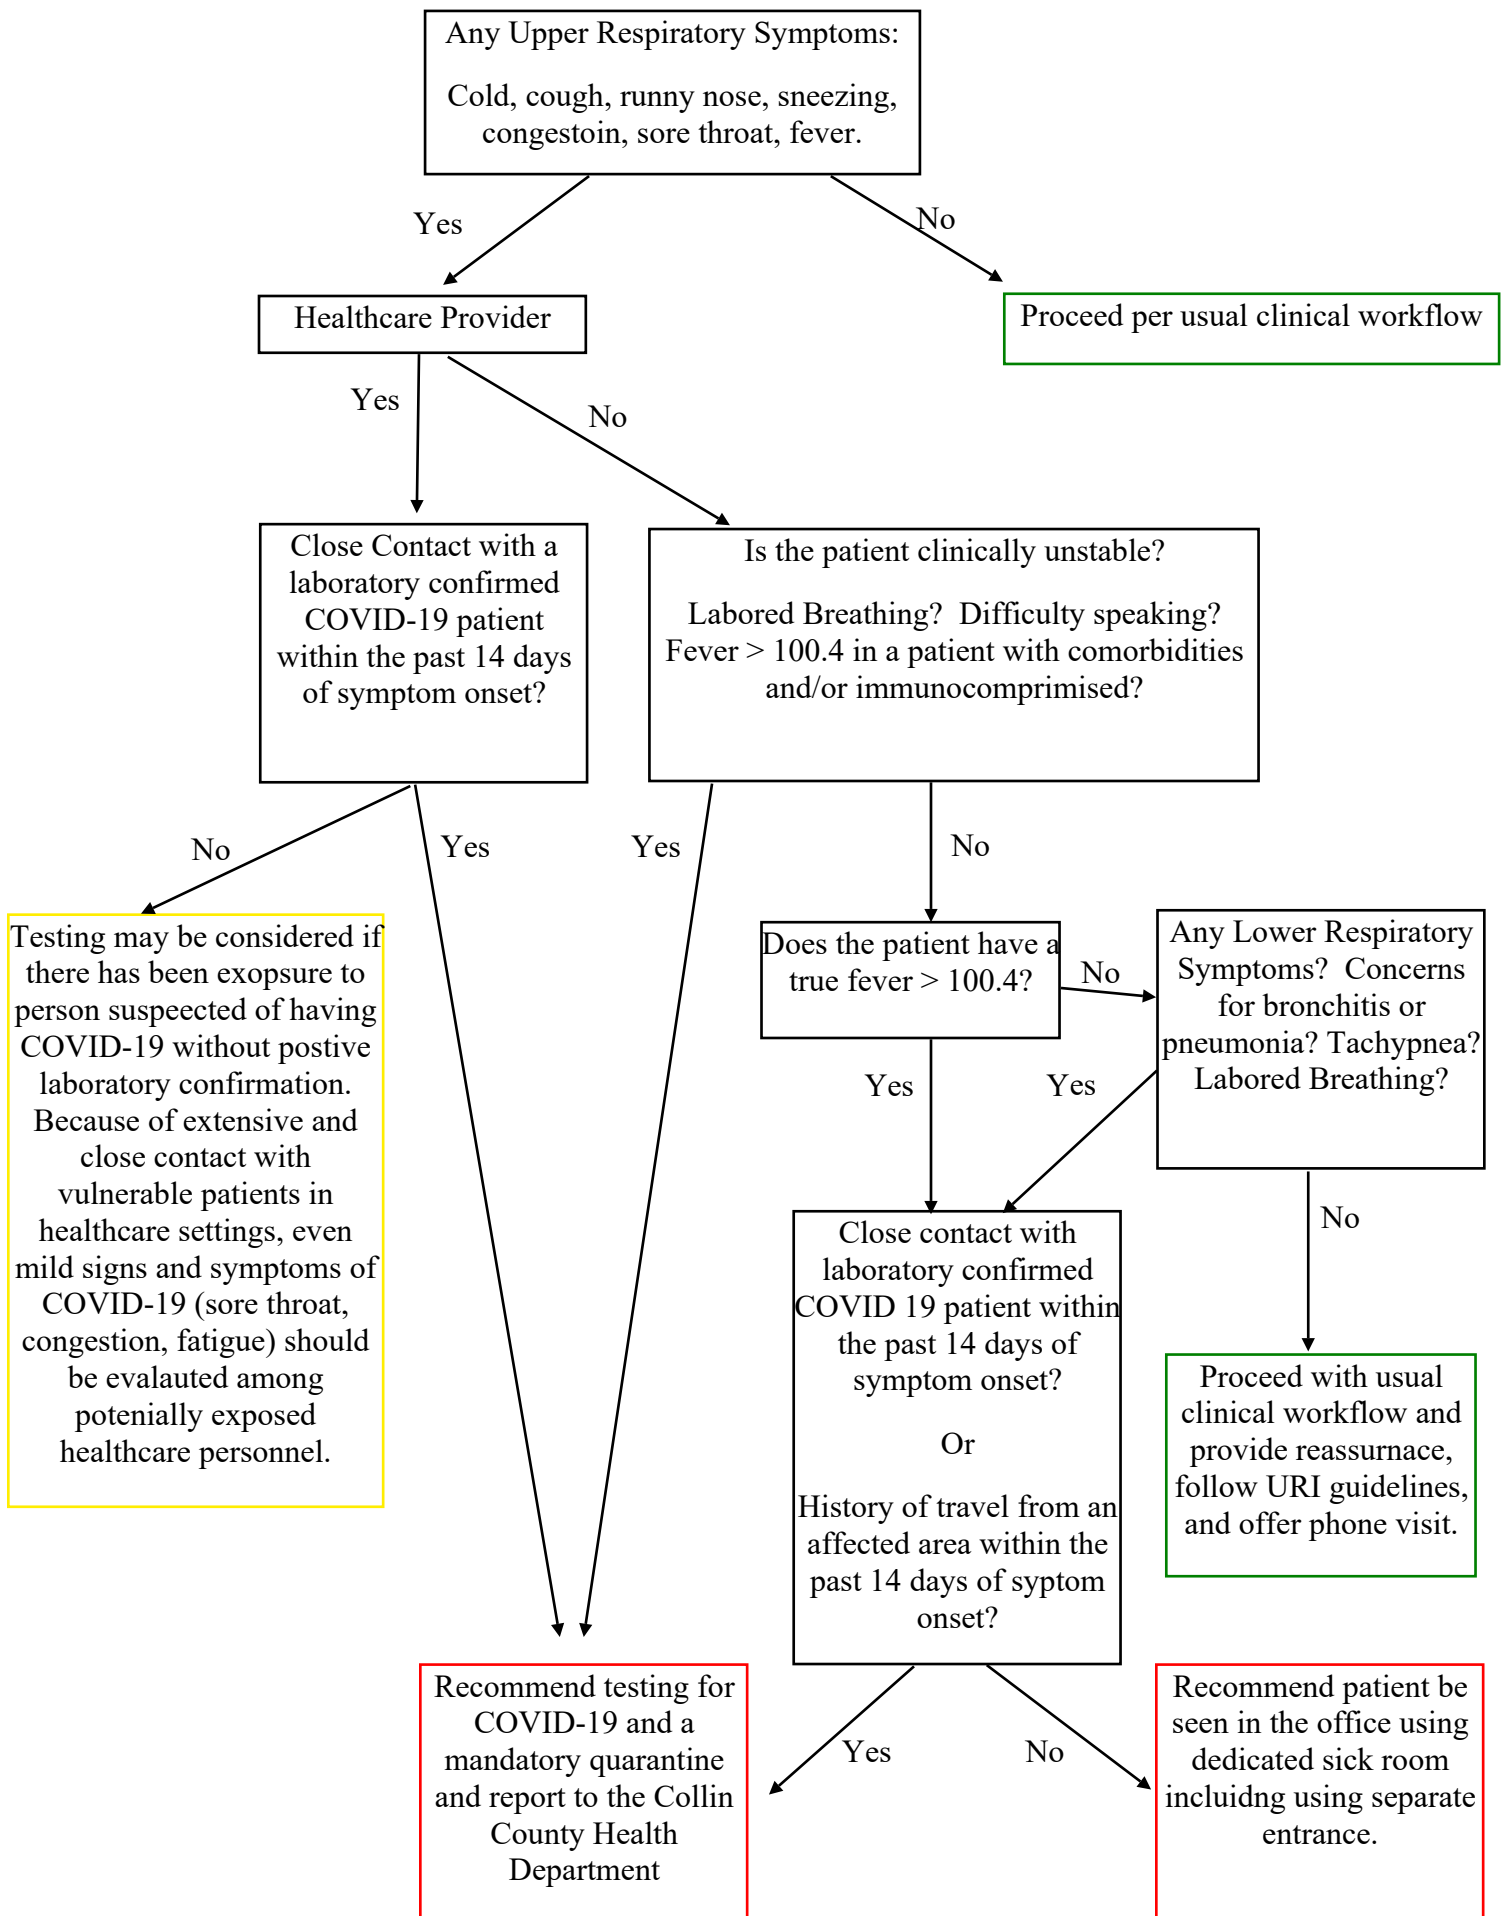 Any Upper Respiratory Symptoms:
Cold, cough, runny nose, sneezing,
congestoin, sore throat, fever.
Yes
No
Healthcare Provider
Proceed per usual clinical workflow
Yes
No
Close Contact with a
laboratory confirmed
COVID-19 patient
within the past 14 days
of symptom onset?
Is the patient clinically unstable?
Labored Breathing?  Difficulty speaking?
Fever > 100.4 in a patient with comorbidities
and/or immunocomprimised?
No
Yes
Yes
No
Testing may be considered if
there has been exopsure to
person suspeected of having
COVID-19 without postive
laboratory confirmation.
Because of extensive and
close contact with
vulnerable patients in
healthcare settings, even
mild signs and symptoms of
COVID-19 (sore throat,
congestion, fatigue) should
be evalauted among
potenially exposed
healthcare personnel.
Does the patient have a
true fever > 100.4?
No
Any Lower Respiratory
Symptoms?  Concerns
for bronchitis or
pneumonia? Tachypnea?
Labored Breathing?
Yes
Yes
No
Close contact with
laboratory confirmed
COVID 19 patient within
the past 14 days of
symptom onset?
Or
History of travel from an
affected area within the
past 14 days of syptom
onset?
Proceed with usual
clinical workflow and
provide reassurnace,
follow URI guidelines,
and offer phone visit.
Yes
No
Recommend testing for
COVID-19 and a
mandatory quarantine
and report to the Collin
County Health
Department
Recommend patient be
seen in the office using
dedicated sick room
incluidng using separate
entrance.